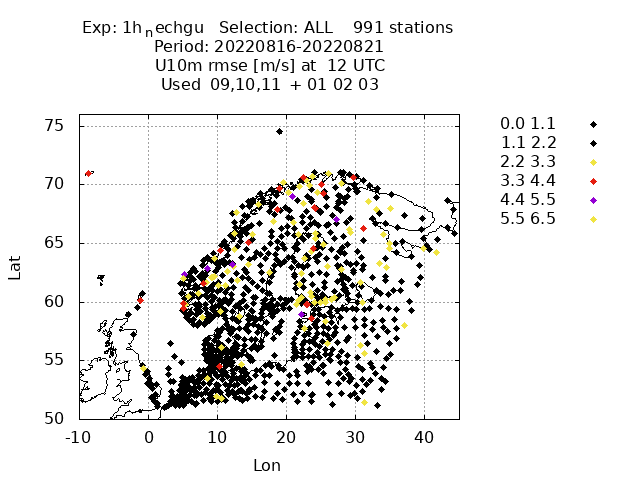 Exp: 1h n echgu Selection: ALL 991 stations
Period: 20220816-20220821
U10m rmse [m/s] at 12 UTC
Used 09,10,11 + 01 02 03
75
70
65
60
55
50
-10 0 10 20 30 40
Lat
Lon
0.0 1.1
1.1 2.2
2.2 3.3
3.3 4.4
4.4 5.5
5.5 6.5